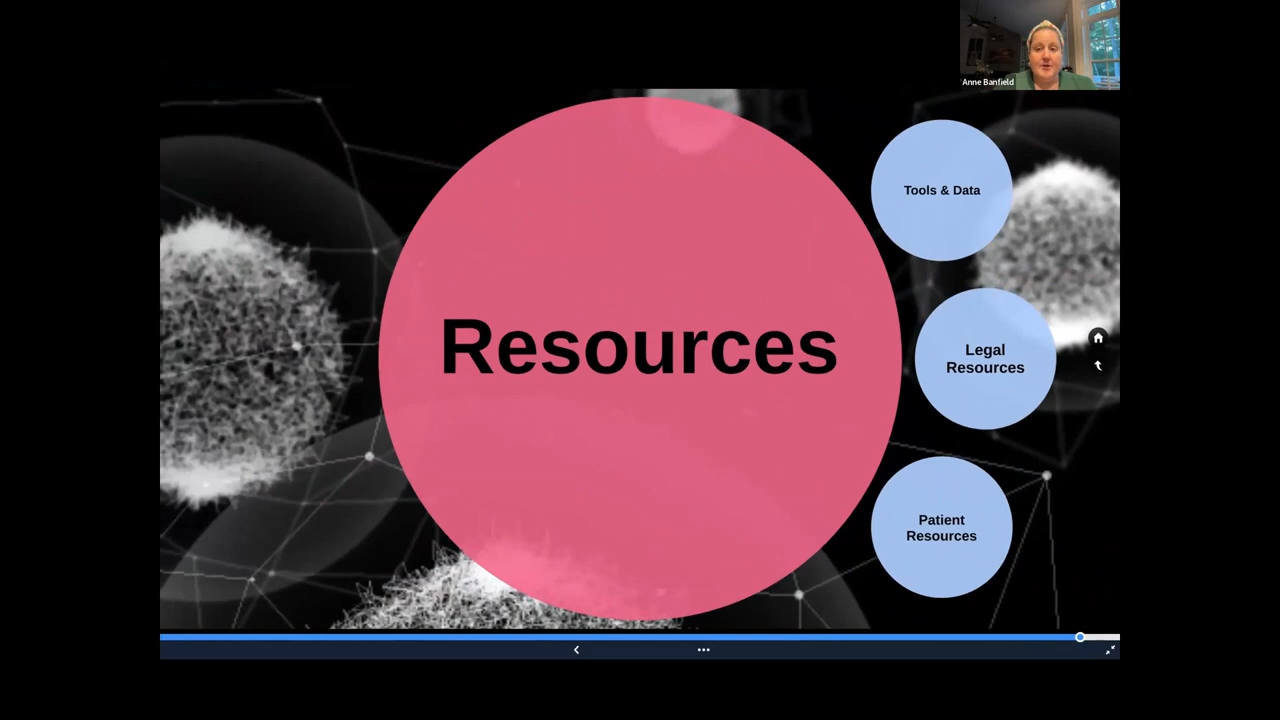 Anne Banfield
Resources
Tools & Data
Legal
Resources
Patient
Resources